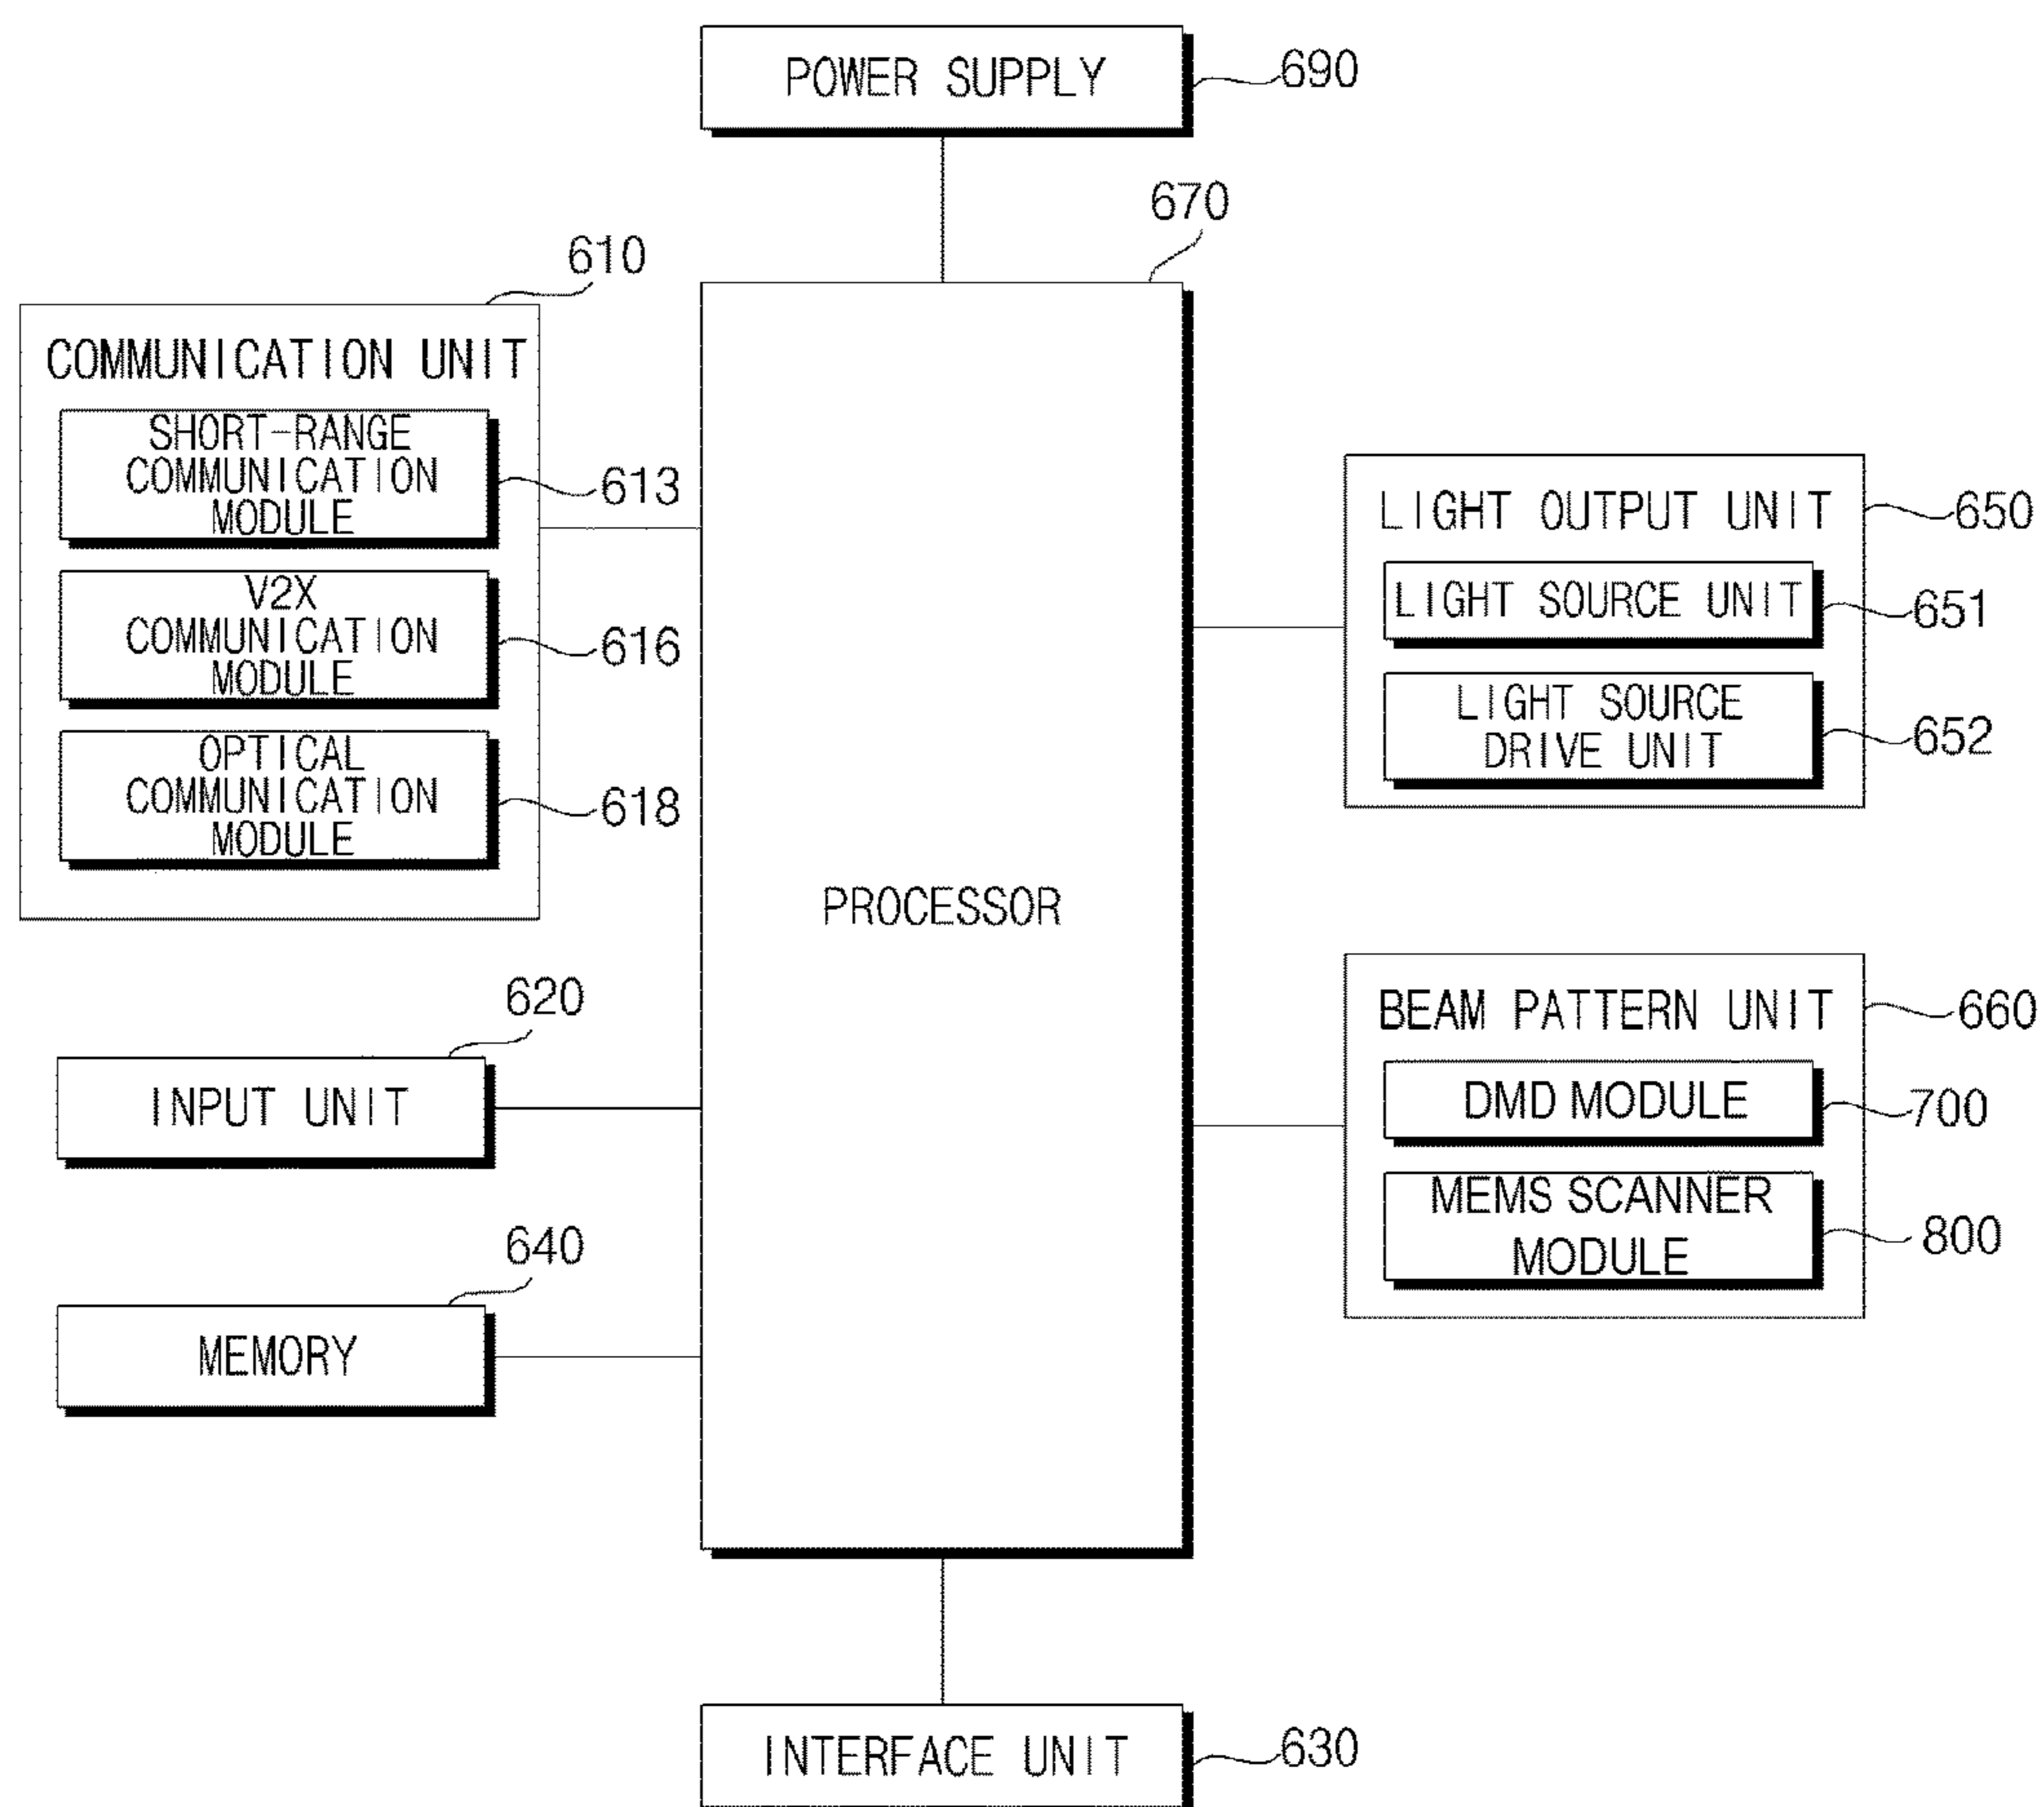 POWER SUPPLY
690
670
610
COMMUNICATION UNIT
SHORT-RANGE
COMMUNICATION
MODULE
613
V2X
COMMUNICATION
MODULE
616
OPTICAL
COMMUNICATION
MODULE
618
PROCESSOR
LIGHT OUTPUT UNIT
650
LIGHT SOURCE UNIT
651
LIGHT SOURCE
DRIVE UNIT
652
BEAM PATTERN UNIT
660
DMD MODULE
700
MEMS SCANNER
MODULE
800
620
INPUT UNIT
640
MEMORY
INTERFACE UNIT
630